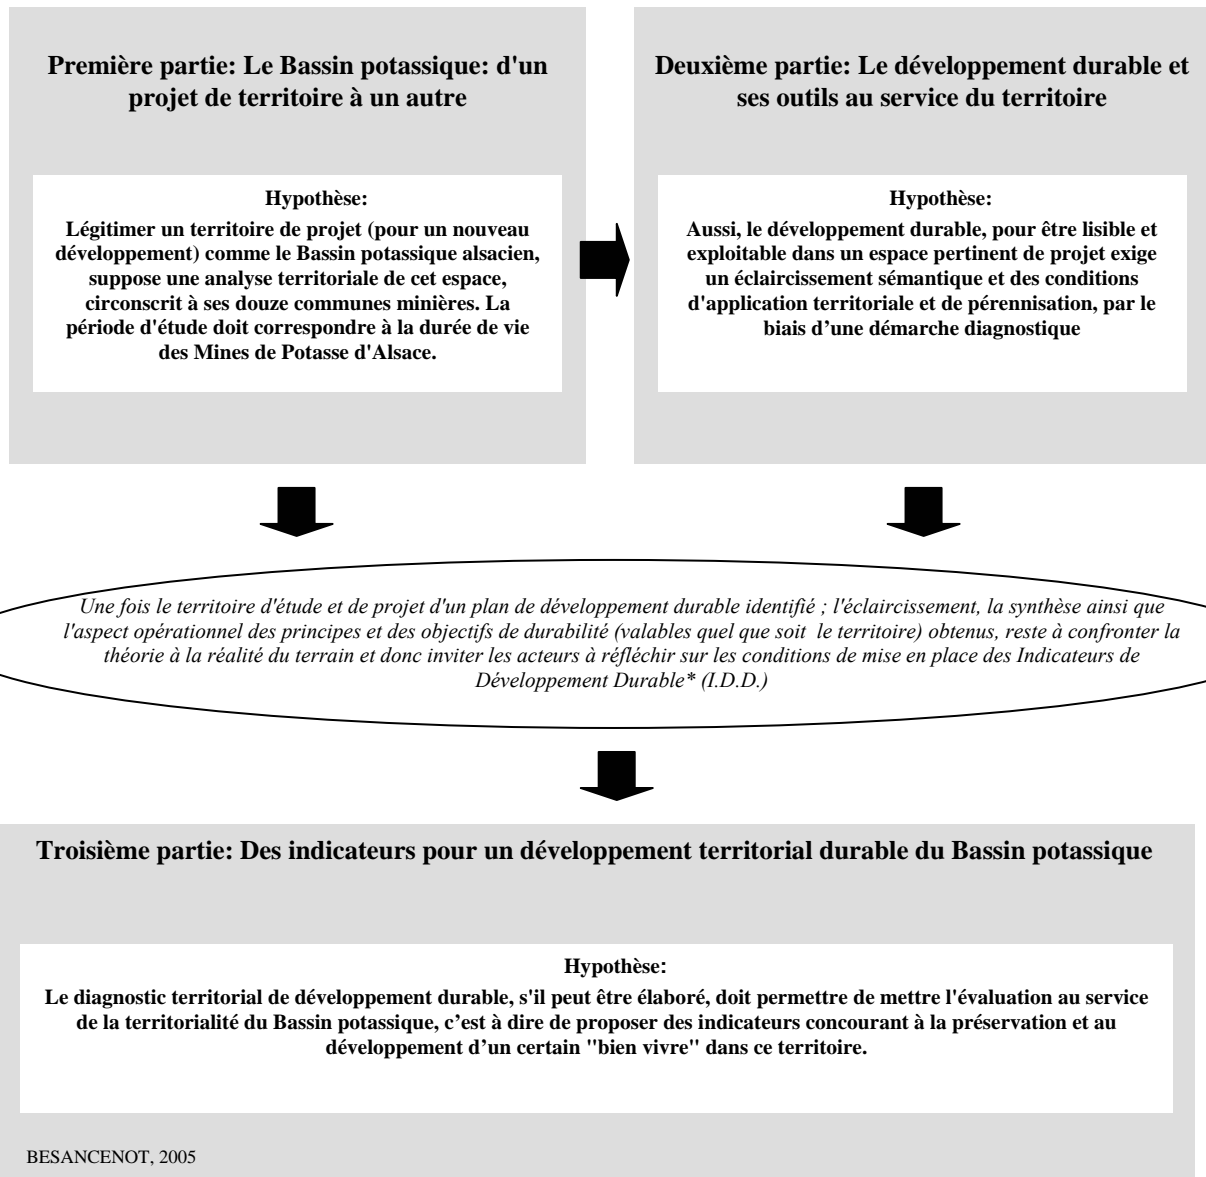 Première partie: Le Bassin potassique: d'un
projet de territoire à un autre
Hypothèse:
Légitimer un territoire de projet (pour un nouveau
développement) comme le Bassin potassique alsacien,
suppose une analyse territoriale de cet espace,
circonscrit à ses douze communes minières. La
période d'étude doit correspondre à la durée de vie
des Mines de Potasse d'Alsace.
Deuxième partie: Le développement durable et
ses outils au service du territoire
Hypothèse:
Aussi, le développement durable, pour être lisible et
exploitable dans un espace pertinent de projet exige
un éclaircissement sémantique et des conditions
d'application territoriale et de pérennisation, par le
biais d’une démarche diagnostique
Une fois le territoire d'étude et de projet d'un plan de développement durable identifié ; l'éclaircissement, la synthèse ainsi que
l'aspect opérationnel des principes et des objectifs de durabilité (valables quel que soit le territoire) obtenus, reste à confronter la
théorie à la réalité du terrain et donc inviter les acteurs à réfléchir sur les conditions de mise en place des Indicateurs de
Développement Durable* (I.D.D.)
Troisième partie: Des indicateurs pour un développement territorial durable du Bassin potassique
Hypothèse:
Le diagnostic territorial de développement durable, s'il peut être élaboré, doit permettre de mettre l'évaluation au service
de la territorialité du Bassin potassique, c’est à dire de proposer des indicateurs concourant à la préservation et au
développement d’un certain "bien vivre" dans ce territoire.
BESANCENOT, 2005